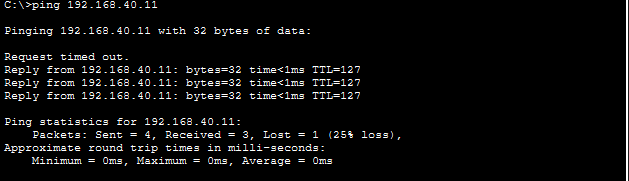 C:\>ping 192.168.40.11
Pinging 192.168.40.11 with 32 bytes of data:
Request timed out.
Reply from 192.168.40.11: bytes=32 time<1ms TTL=127
Reply from 192.168.40.11: bytes=32 time<1ms TTL=127
Reply from 192.168.40.11: bytes=32 time<1ms TTL=127
Ping statistics for 192.168.40.11:
Packets: Sent = 4, Received = 3, Lost = 1 (25% loss),
Approximate round trip times in milli-seconds:
Minimum = 0ms, Maximum = 0ms, Average = 0ms